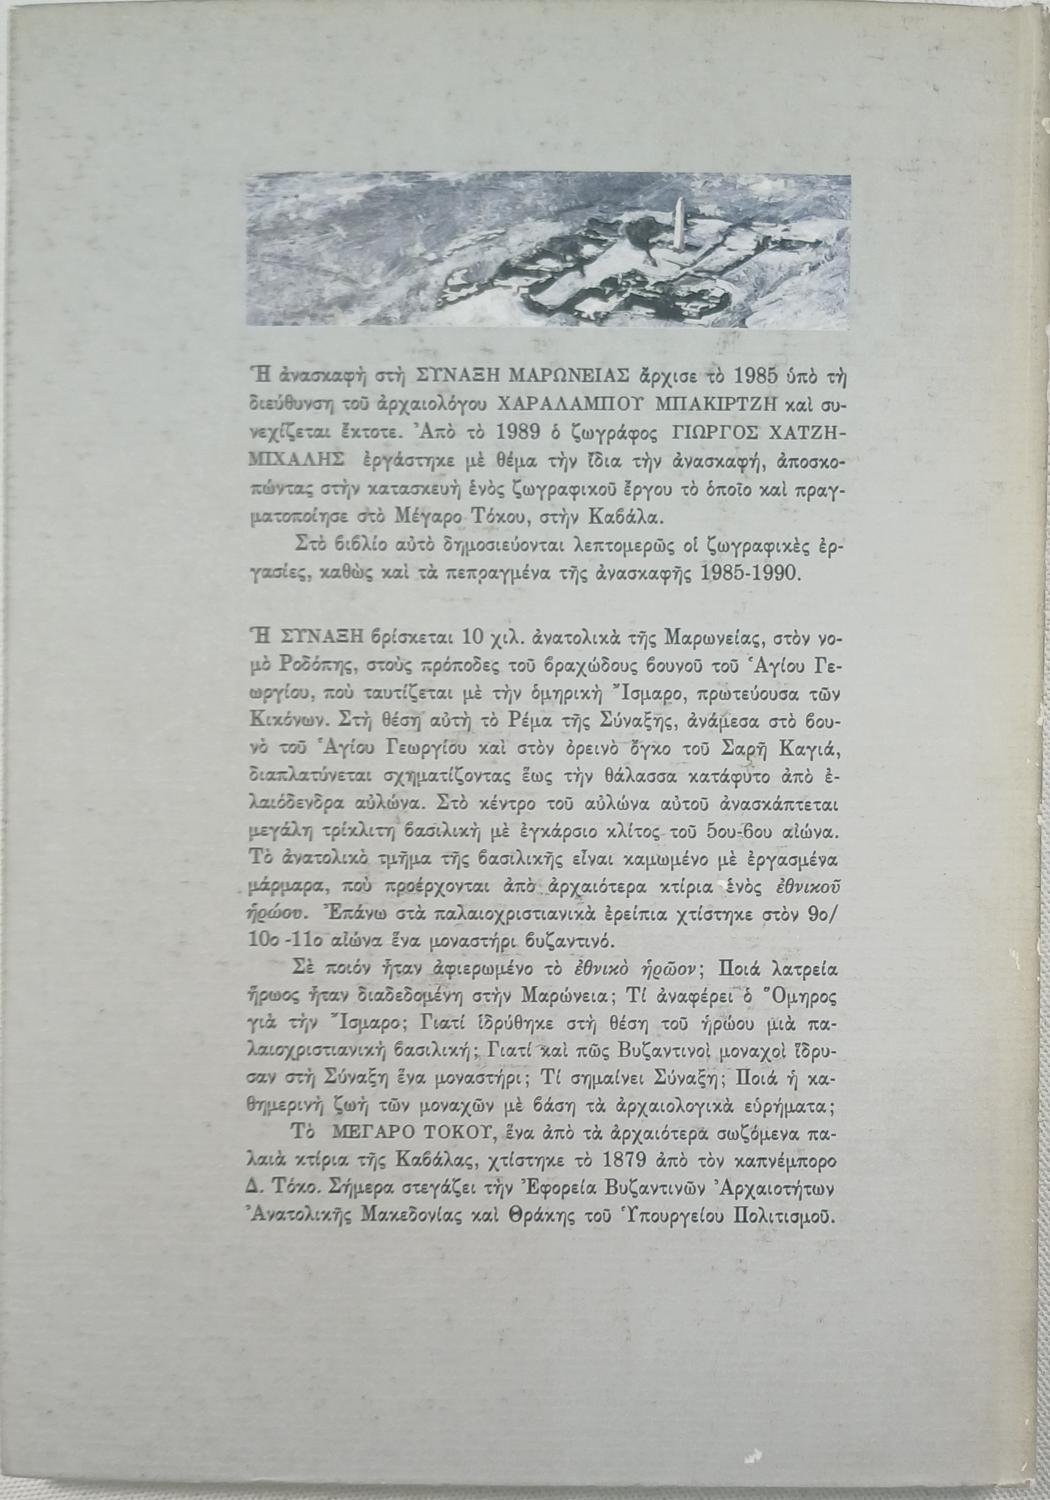 Ἡ ἀνασκαφὴ στὴ ΣΥΝΑΞΗ ΜΑΡΩΝΕΙΑΣ ἄρχισε τὸ 1985 ὑπὸ τὴ
διεύθυνση τοῦ ἀρχαιολόγου ΧΑΡΑΛΑΜΠΟΥ ΜΠΑΚΙΡΤΖΗ καὶ συ-
νεχίζεται ἔκτοτε. Ἀπὸ τὸ 1989 ὁ ζωγράφος ΓΙΩΡΓΟΣ ΧΑΤΖΗ-
ΜΙΧΑΛΗΣ ἐργάστηκε μὲ θέμα τὴν ἴδια τὴν ἀνασκαφή, ἀποσκο-
πώντας στὴν κατασκευὴ ἑνὸς ζωγραφικοῦ ἔργου τὸ ὁποῖο καὶ πραγ-
ματοποίησε στὸ Μέγαρο Τόκου, στὴν Καβάλα.
Στὸ βιβλίο αὐτὸ δημοσιεύονται λεπτομερῶς οἱ ζωγραφικὲς ἐρ-
γασίες, καθὼς καὶ τὰ πεπραγμένα τῆς ἀνασκαφῆς 1985-1990.
Ἡ ΣΥΝΑΞΗ βρίσκεται 10 χιλ. ἀνατολικὰ τῆς Μαρωνείας, στὸν νο-
μὸ Ροδόπης, στοὺς πρόποδες τοῦ βραχώδους βουνοῦ τοῦ Ἁγίου Γε-
ωργίου, ποὺ ταυτίζεται μὲ τὴν ὁμηρικὴ Ἴσμαρο, πρωτεύουσα τῶν
Κικόνων. Στὴ θέση αὐτὴ τὸ Ρέμα τῆς Σύναξης, ἀνάμεσα στὸ βου-
νὸ τοῦ Ἁγίου Γεωργίου καὶ στὸν ὀρεινὸ ὄγκο τοῦ Σαρῆ Καγιά,
διαπλατύνεται σχηματίζοντας ἕως τὴν θάλασσα κατάφυτο ἀπὸ ἐ-
λαιόδενδρα αὐλώνα. Στὸ κέντρο τοῦ αὐλώνα αὐτοῦ ἀνασκάπτεται
μεγάλη τρίκλιτη βασιλικὴ μὲ ἐγκάρσιο κλίτος τοῦ 5ου-6ου αἰώνα.
Τὸ ἀνατολικὸ τμῆμα τῆς βασιλικῆς εἶναι καμωμένο μὲ ἐργασμένα
μάρμαρα, ποὺ προέρχονται ἀπὸ ἀρχαιότερα κτίρια ἑνὸς ἐθνικοῦ
ἡρώου. Ἐπάνω στὰ παλαιοχριστιανικὰ ἐρείπια χτίστηκε στὸν 9ο/
10ο -11ο αἰώνα ἕνα μοναστήρι βυζαντινό.
Σὲ ποιόν ἦταν ἀφιερωμένο τὸ ἐθνικὸ ἡρῶον; Ποιά λατρεία
ἥρωος ἦταν διαδεδομένη στὴν Μαρώνεια; Τί ἀναφέρει ὁ Ὅμηρος
γιὰ τὴν Ἴσμαρο; Γιατί ἱδρύθηκε στὴ θέση τοῦ ἡρώου μιὰ πα-
λαιοχριστιανικὴ βασιλική; Γιατί καὶ πῶς Βυζαντινοὶ μοναχοὶ ἵδρυ-
σαν στὴ Σύναξη ἕνα μοναστήρι; Τί σημαίνει Σύναξη; Ποιά ἡ κα-
θημερινὴ ζωὴ τῶν μοναχῶν μὲ βάση τὰ ἀρχαιολογικὰ εὑρήματα;
Τὸ ΜΕΓΑΡΟ ΤΟΚΟΥ, ἕνα ἀπὸ τὰ ἀρχαιότερα σωζόμενα πα-
λαιὰ κτίρια τῆς Καβάλας, χτίστηκε τὸ 1879 ἀπὸ τὸν καπνέμπορο
Δ. Τόκο. Σήμερα στεγάζει τὴν Ἐφορεία Βυζαντινῶν Ἀρχαιοτήτων
Ἀνατολικῆς Μακεδονίας καὶ Θράκης τοῦ Ὑπουργείου Πολιτισμοῦ.